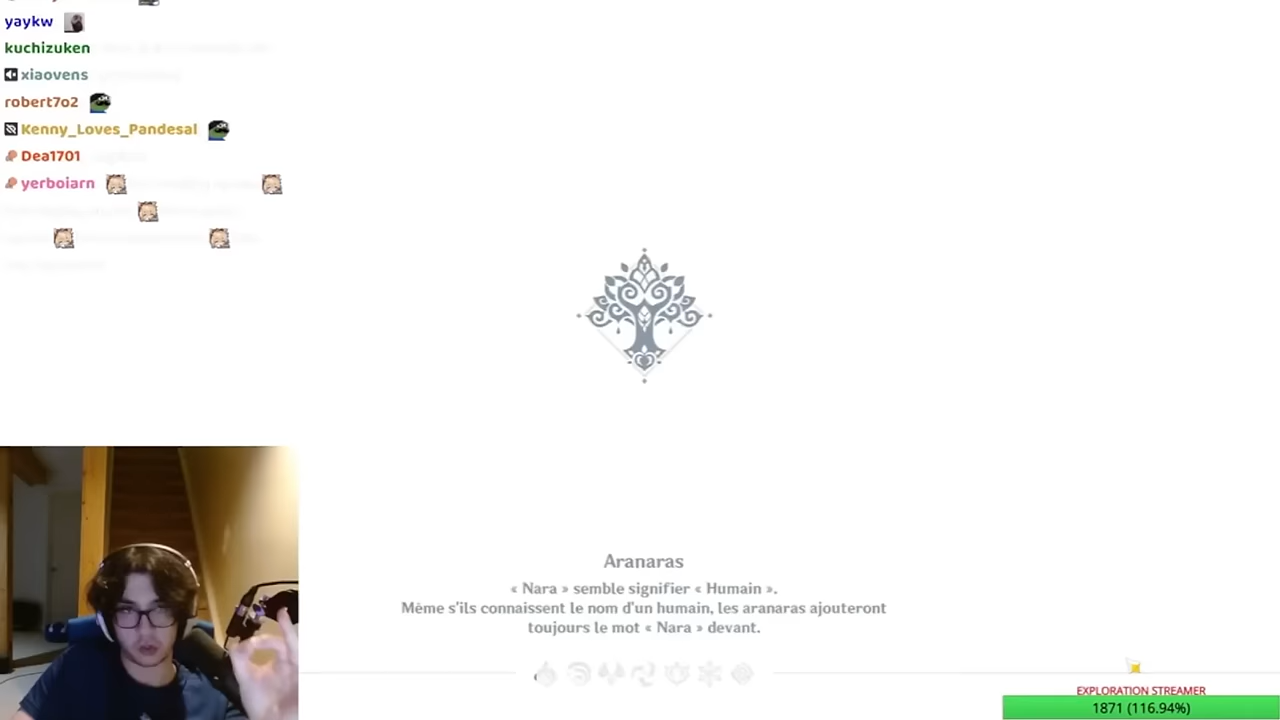 yaykw
kuchizuken
xiaovens
robert7o2
Kenny_Loves_Pandesal
Dea1701
yerboiarn
Aranaras
« Nara » semble signifier « Humain ».
Même s'ils connaissent le nom d'un humain, les aranaras ajouteront
toujours le mot « Nara » devant.
EXPLORATION STREAMER
1871 (116.94%)